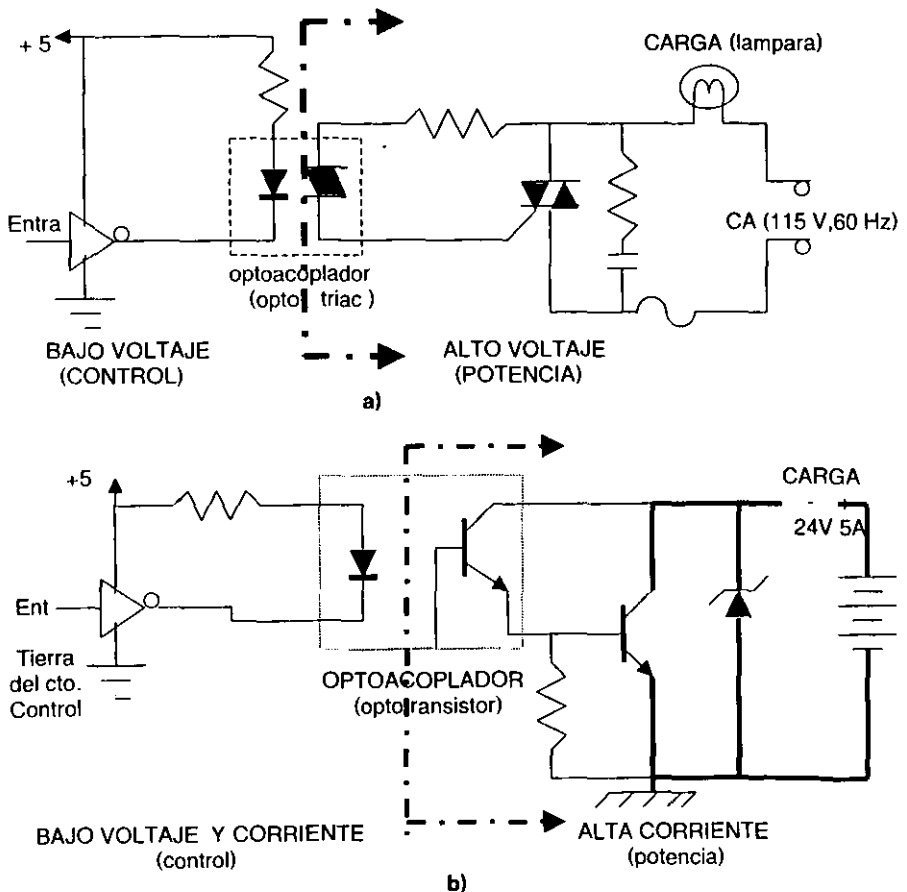 + 5
CARGA (lampara)
Entra
CA (115 V,60 Hz)
optoacoplador
(opto triac )
BAJO VOLTAJE
(CONTROL)
ALTO VOLTAJE
(POTENCIA)
a)
+5
CARGA
24V 5A
Ent
Tierra
del cto.
Control
OPTOACOPLADOR
(optotransistor)
BAJO VOLTAJE Y CORRIENTE
(control)
ALTA CORRIENTE
(potencia)
b)